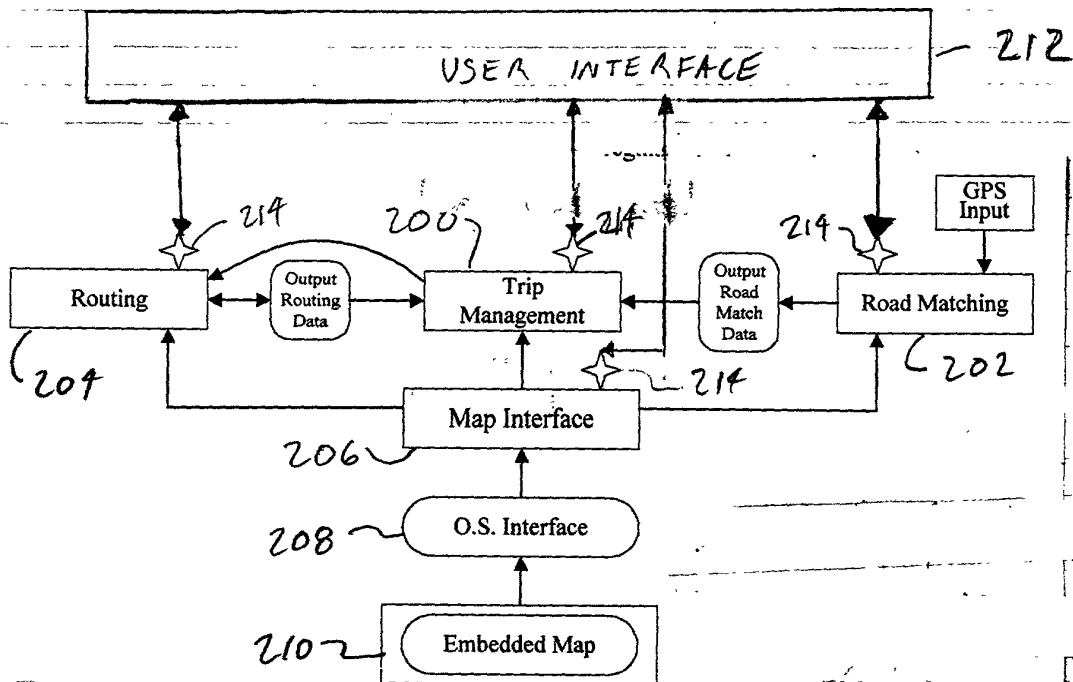 USER INTERFACE
212
214
200
214
214
GPS
Input
Routing
Output
Routing
Data
Trip
Management
Output
Road
Match
Data
Road Matching
204
214
202
Map Interface
206
O.S. Interface
208
Embedded Map
210